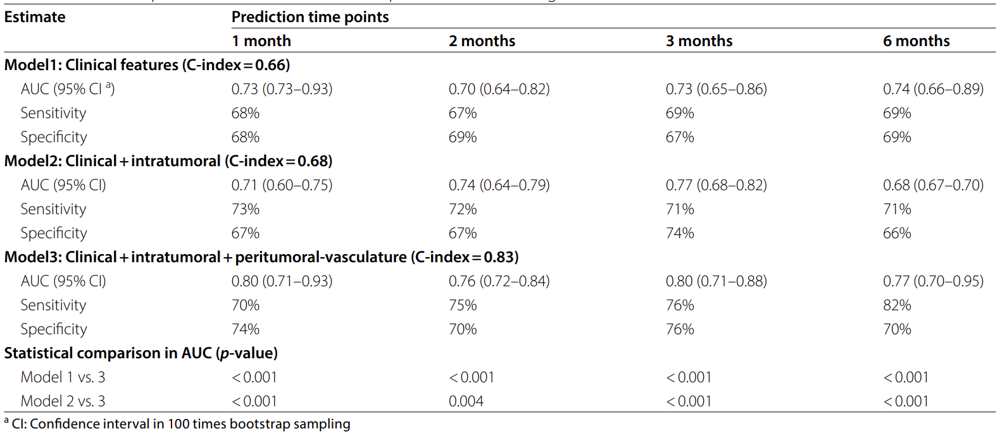 Estimate Prediction time points
1 month 2 months 3 months 6 months
Model1: Clinical features (C-index = 0.66)
AUC (95% CI a) 0.73 (0.73–0.93) 0.70 (0.64–0.82) 0.73 (0.65–0.86) 0.74 (0.66–0.89)
Sensitivity 68% 67% 69% 69%
Specificity 68% 69% 67% 69%
Model2: Clinical + intratumoral (C-index = 0.68)
AUC (95% CI) 0.71 (0.60–0.75) 0.74 (0.64–0.79) 0.77 (0.68–0.82) 0.68 (0.67–0.70)
Sensitivity 73% 72% 71% 71%
Specificity 67% 67% 74% 66%
Model3: Clinical + intratumoral + peritumoral-vasculature (C-index = 0.83)
AUC (95% CI) 0.80 (0.71–0.93) 0.76 (0.72–0.84) 0.80 (0.71–0.88) 0.77 (0.70–0.95)
Sensitivity 70% 75% 76% 82%
Specificity 74% 70% 76% 70%
Statistical comparison in AUC (p-value)
Model 1 vs. 3 < 0.001 < 0.001 < 0.001 < 0.001
Model 2 vs. 3 < 0.001 0.004 < 0.001 < 0.001
a CI: Confidence interval in 100 times bootstrap sampling